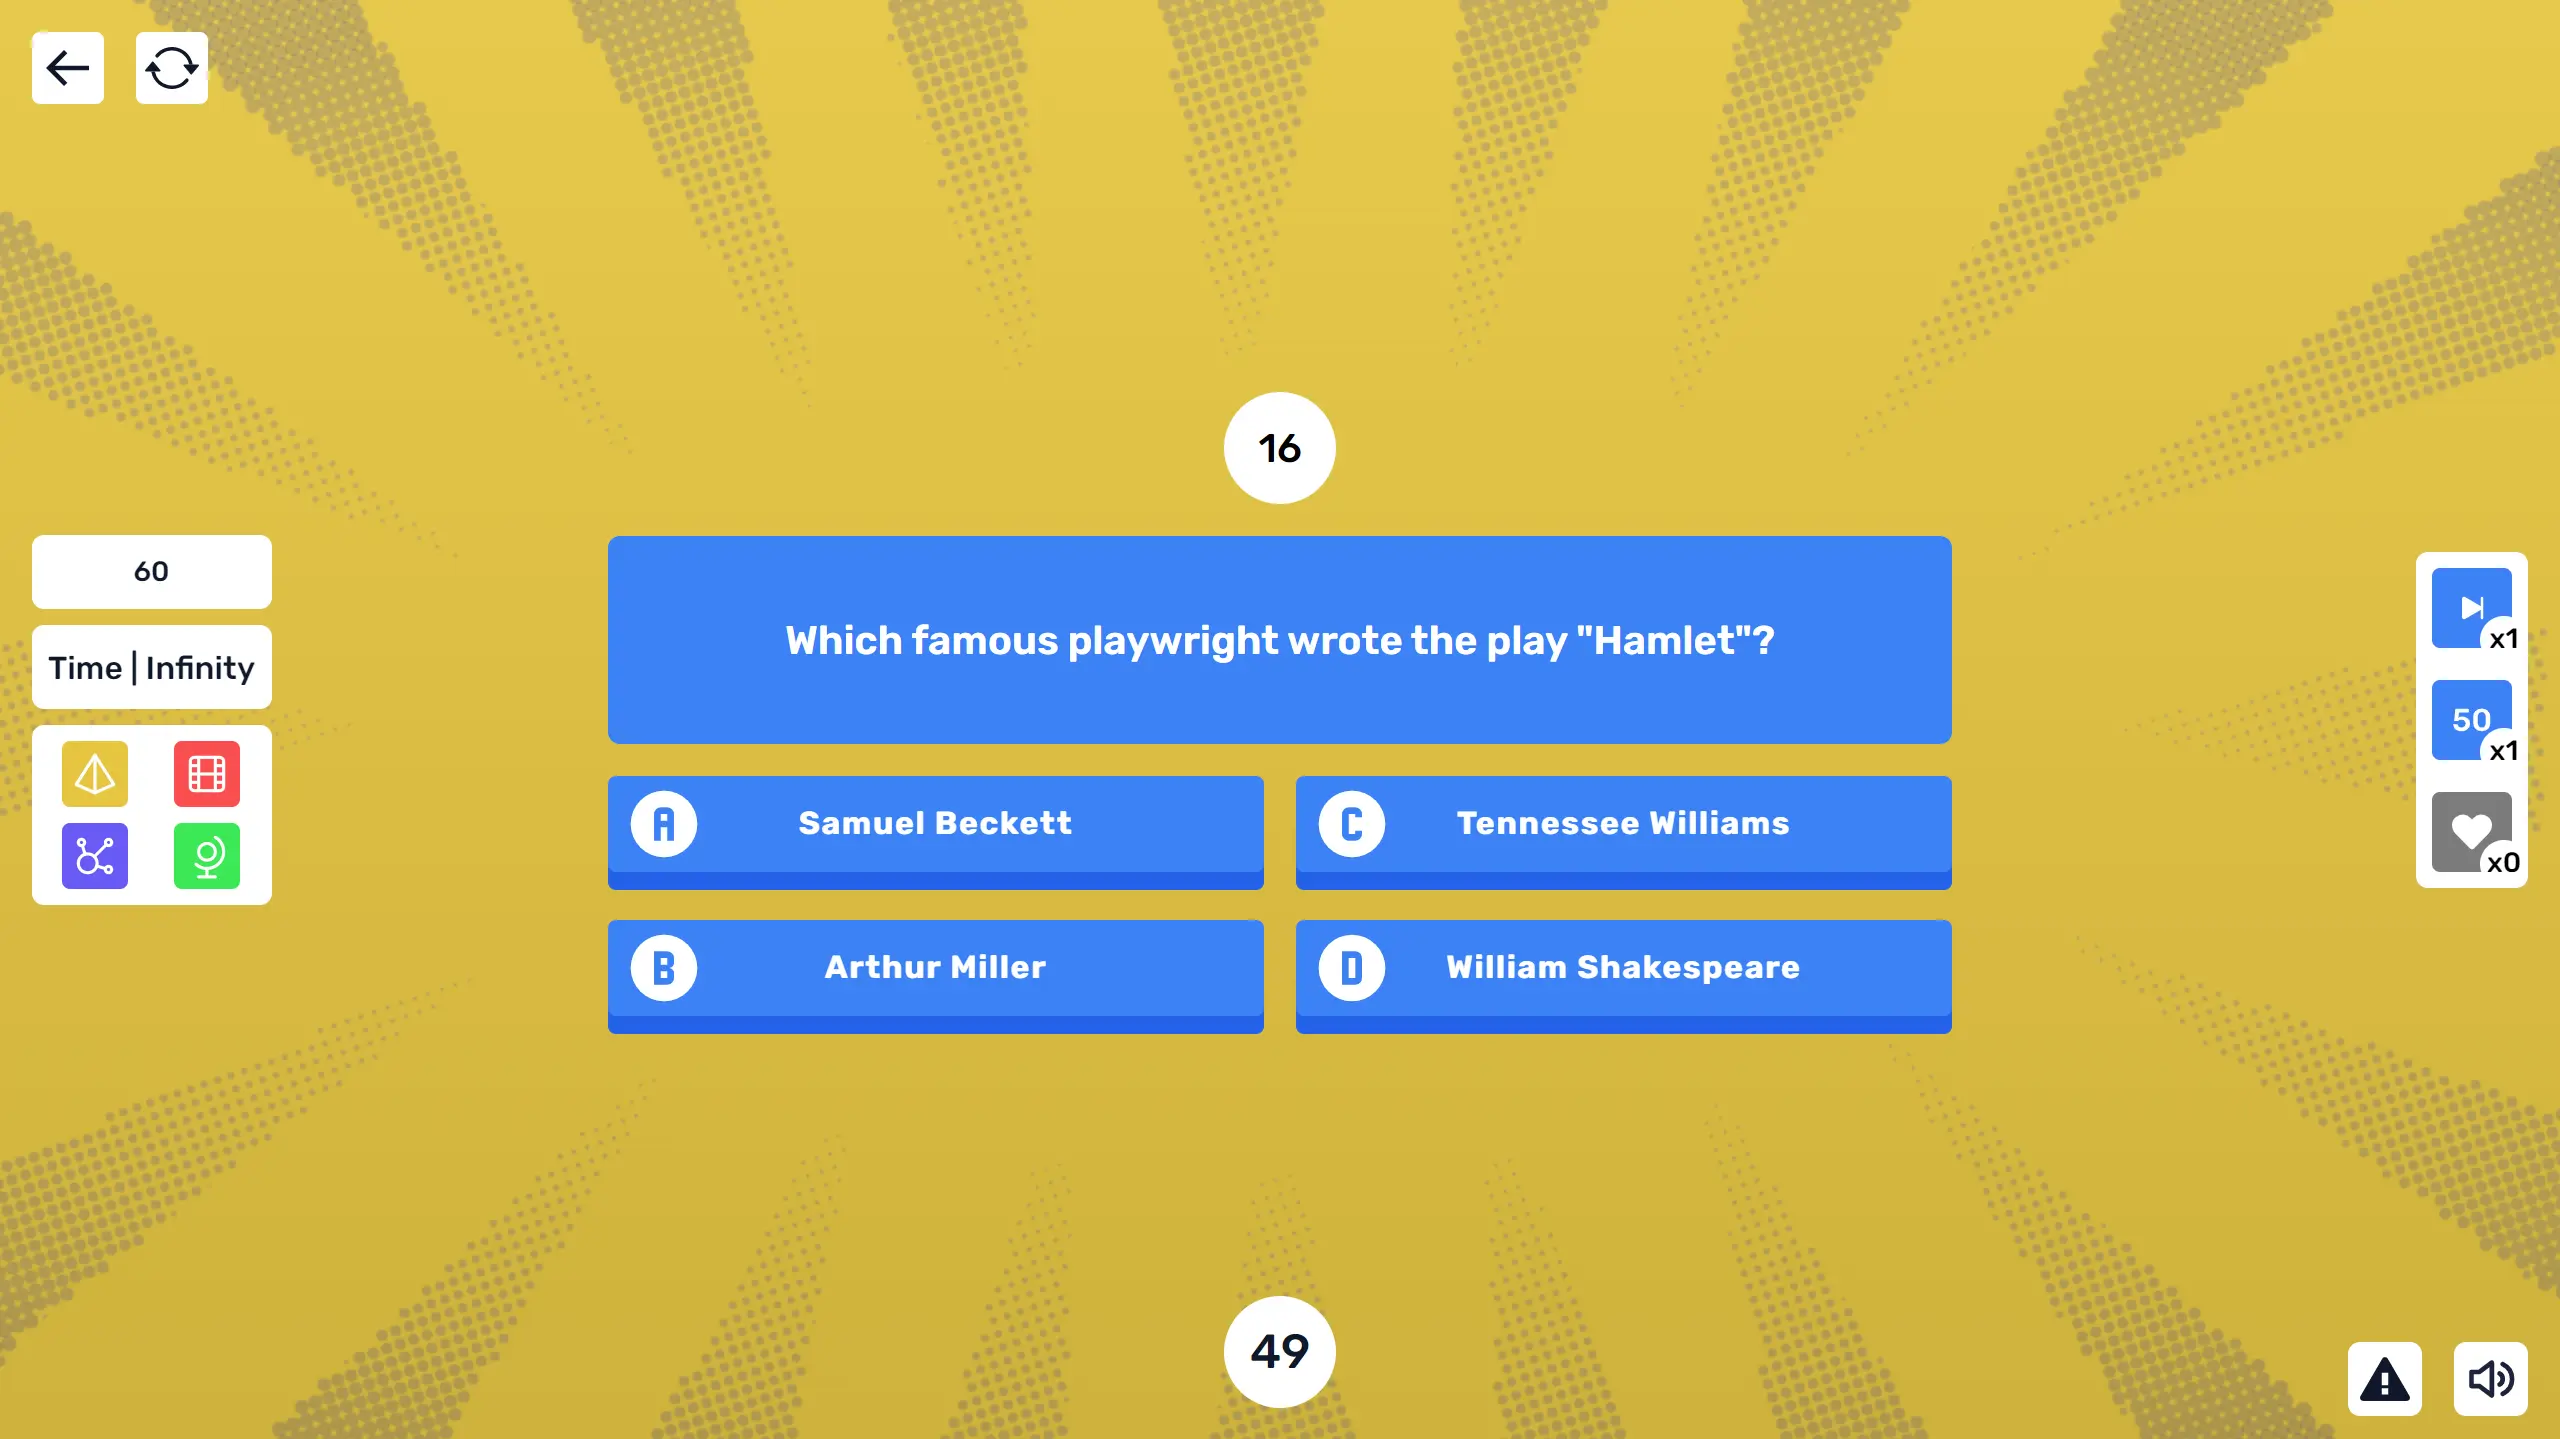 16
60
Time | Infinity
Which famous playwright wrote the play "Hamlet"?
A Samuel Beckett
C Tennessee Williams
B Arthur Miller
D William Shakespeare
x1
50
x1
x0
49